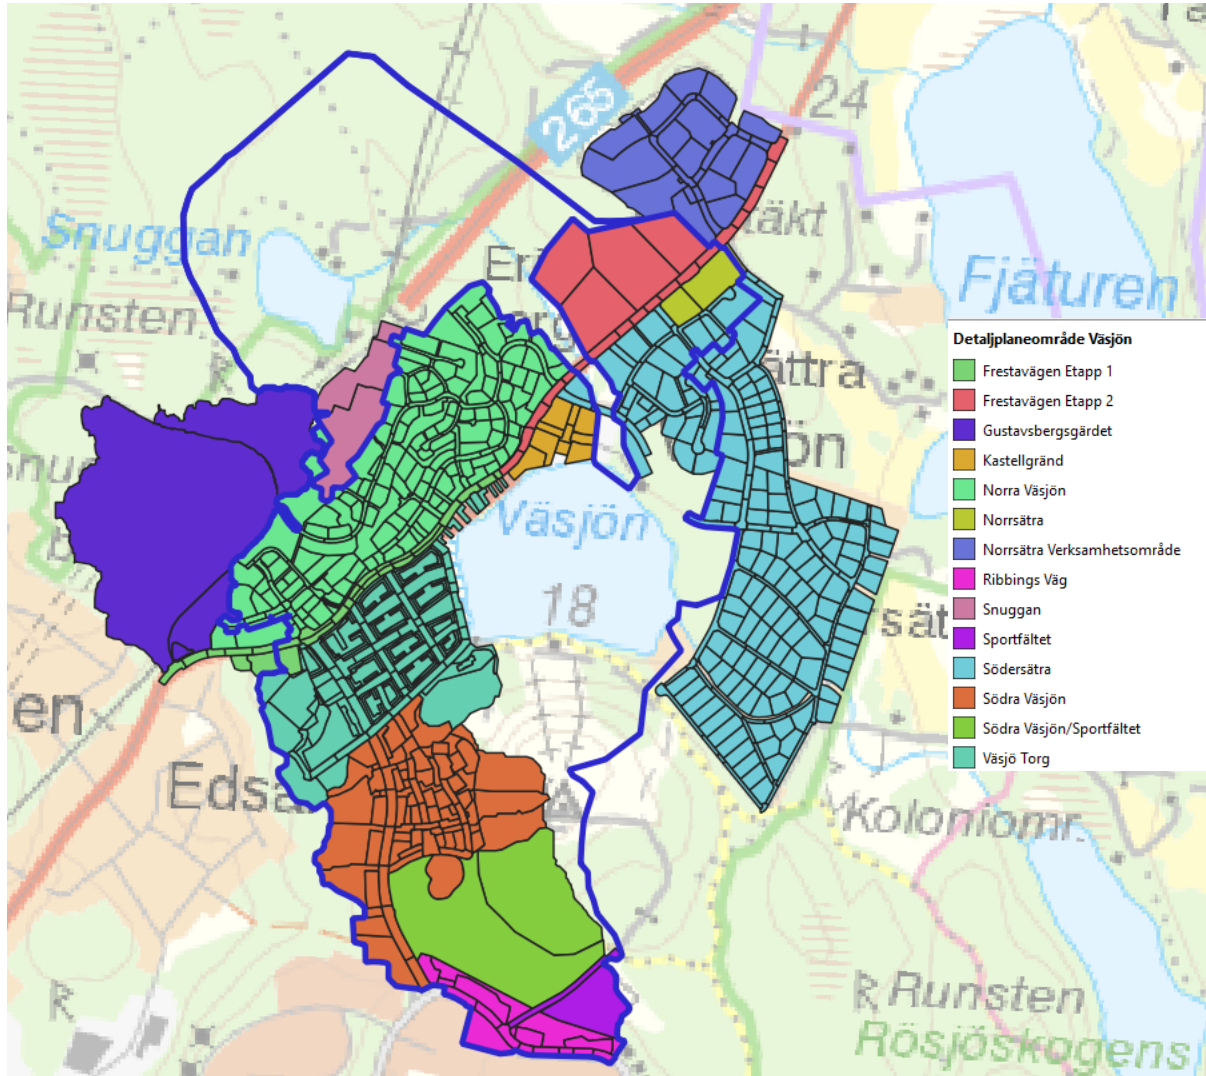 24
265
täkt
Snuggan
Fjäturen
Runsten
ättra
Väsjön
18
Edsa
en
Koloniomr.
Runsten
Rösjöskogens
Detaljplaneområde Väsjön
Frestavägen Etapp 1
Frestavägen Etapp 2
Gustavsbergsgärdet
Kastellgränd
Norra Väsjön
Norrsätra
Norrsätra Verksamhetsområde
Ribbings Väg
Snuggan
Sportfältet
Södersätra
Södra Väsjön
Södra Väsjön/Sportfältet
Väsjö Torg